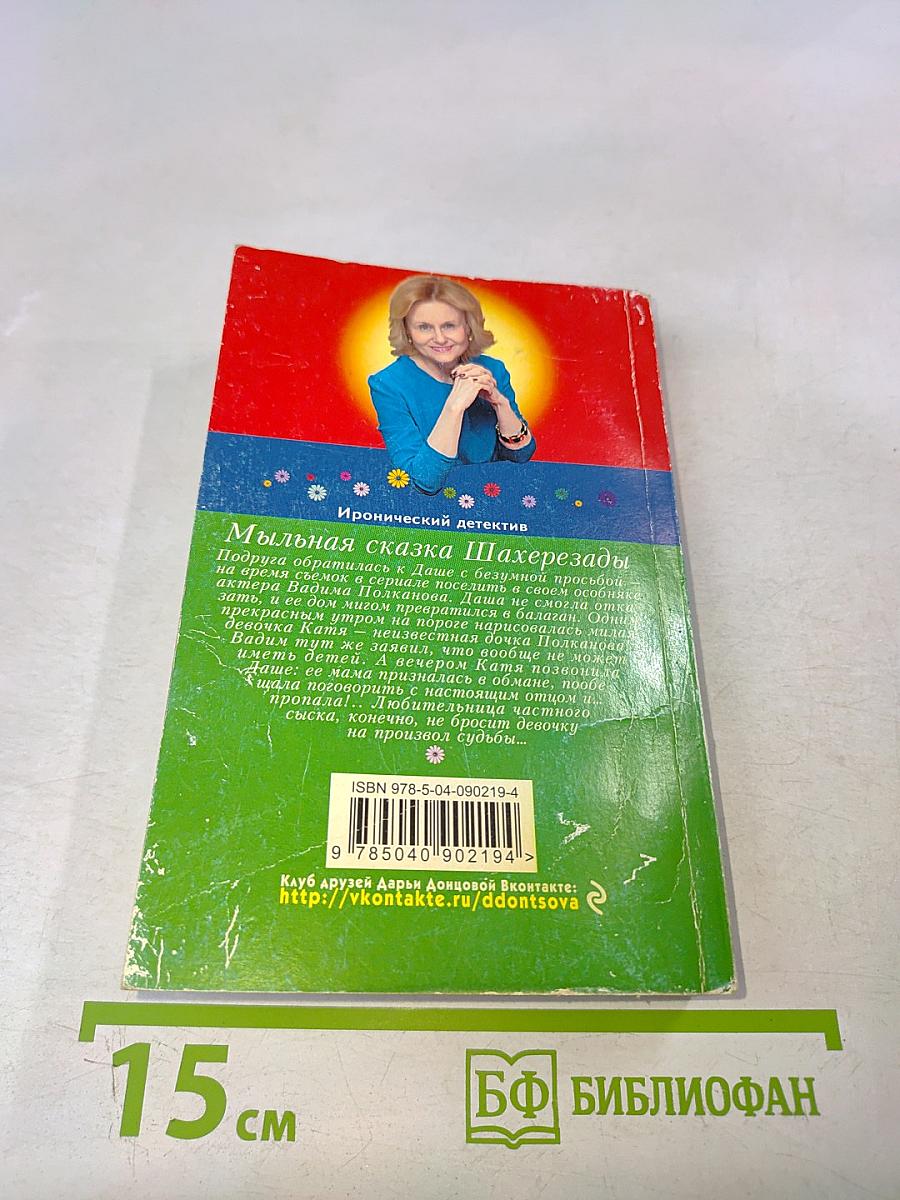 Иронический детектив
Мыльная сказка Шахерезады
Подруга обратилась к Даше с безумной просьбой –
на время съемок в сериале поселить в своем особняке
актера Вадима Полканова. Даша не смогла отка-
зать, и ее дом мигом превратился в балаган. Одним
прекрасным утром на пороге нарисовалась милая
девочка Катя – неизвестная дочка Полканова!
Вадим тут же заявил, что вообще не может
иметь детей. А вечером Катя позвонила
Даше: ее мама призналась в обмане, пообе-
щала поговорить с настоящим отцом и...
пропала!.. Любительница частного
сыска, конечно, не бросит девочку
на произвол судьбы...
ISBN 978-5-04-090219-4
9 785040 902194 >
Клуб друзей Дарьи Донцовой Вконтакте:
http://vkontakte.ru/ddontsova
15 см
БФ БИБЛИОФАН